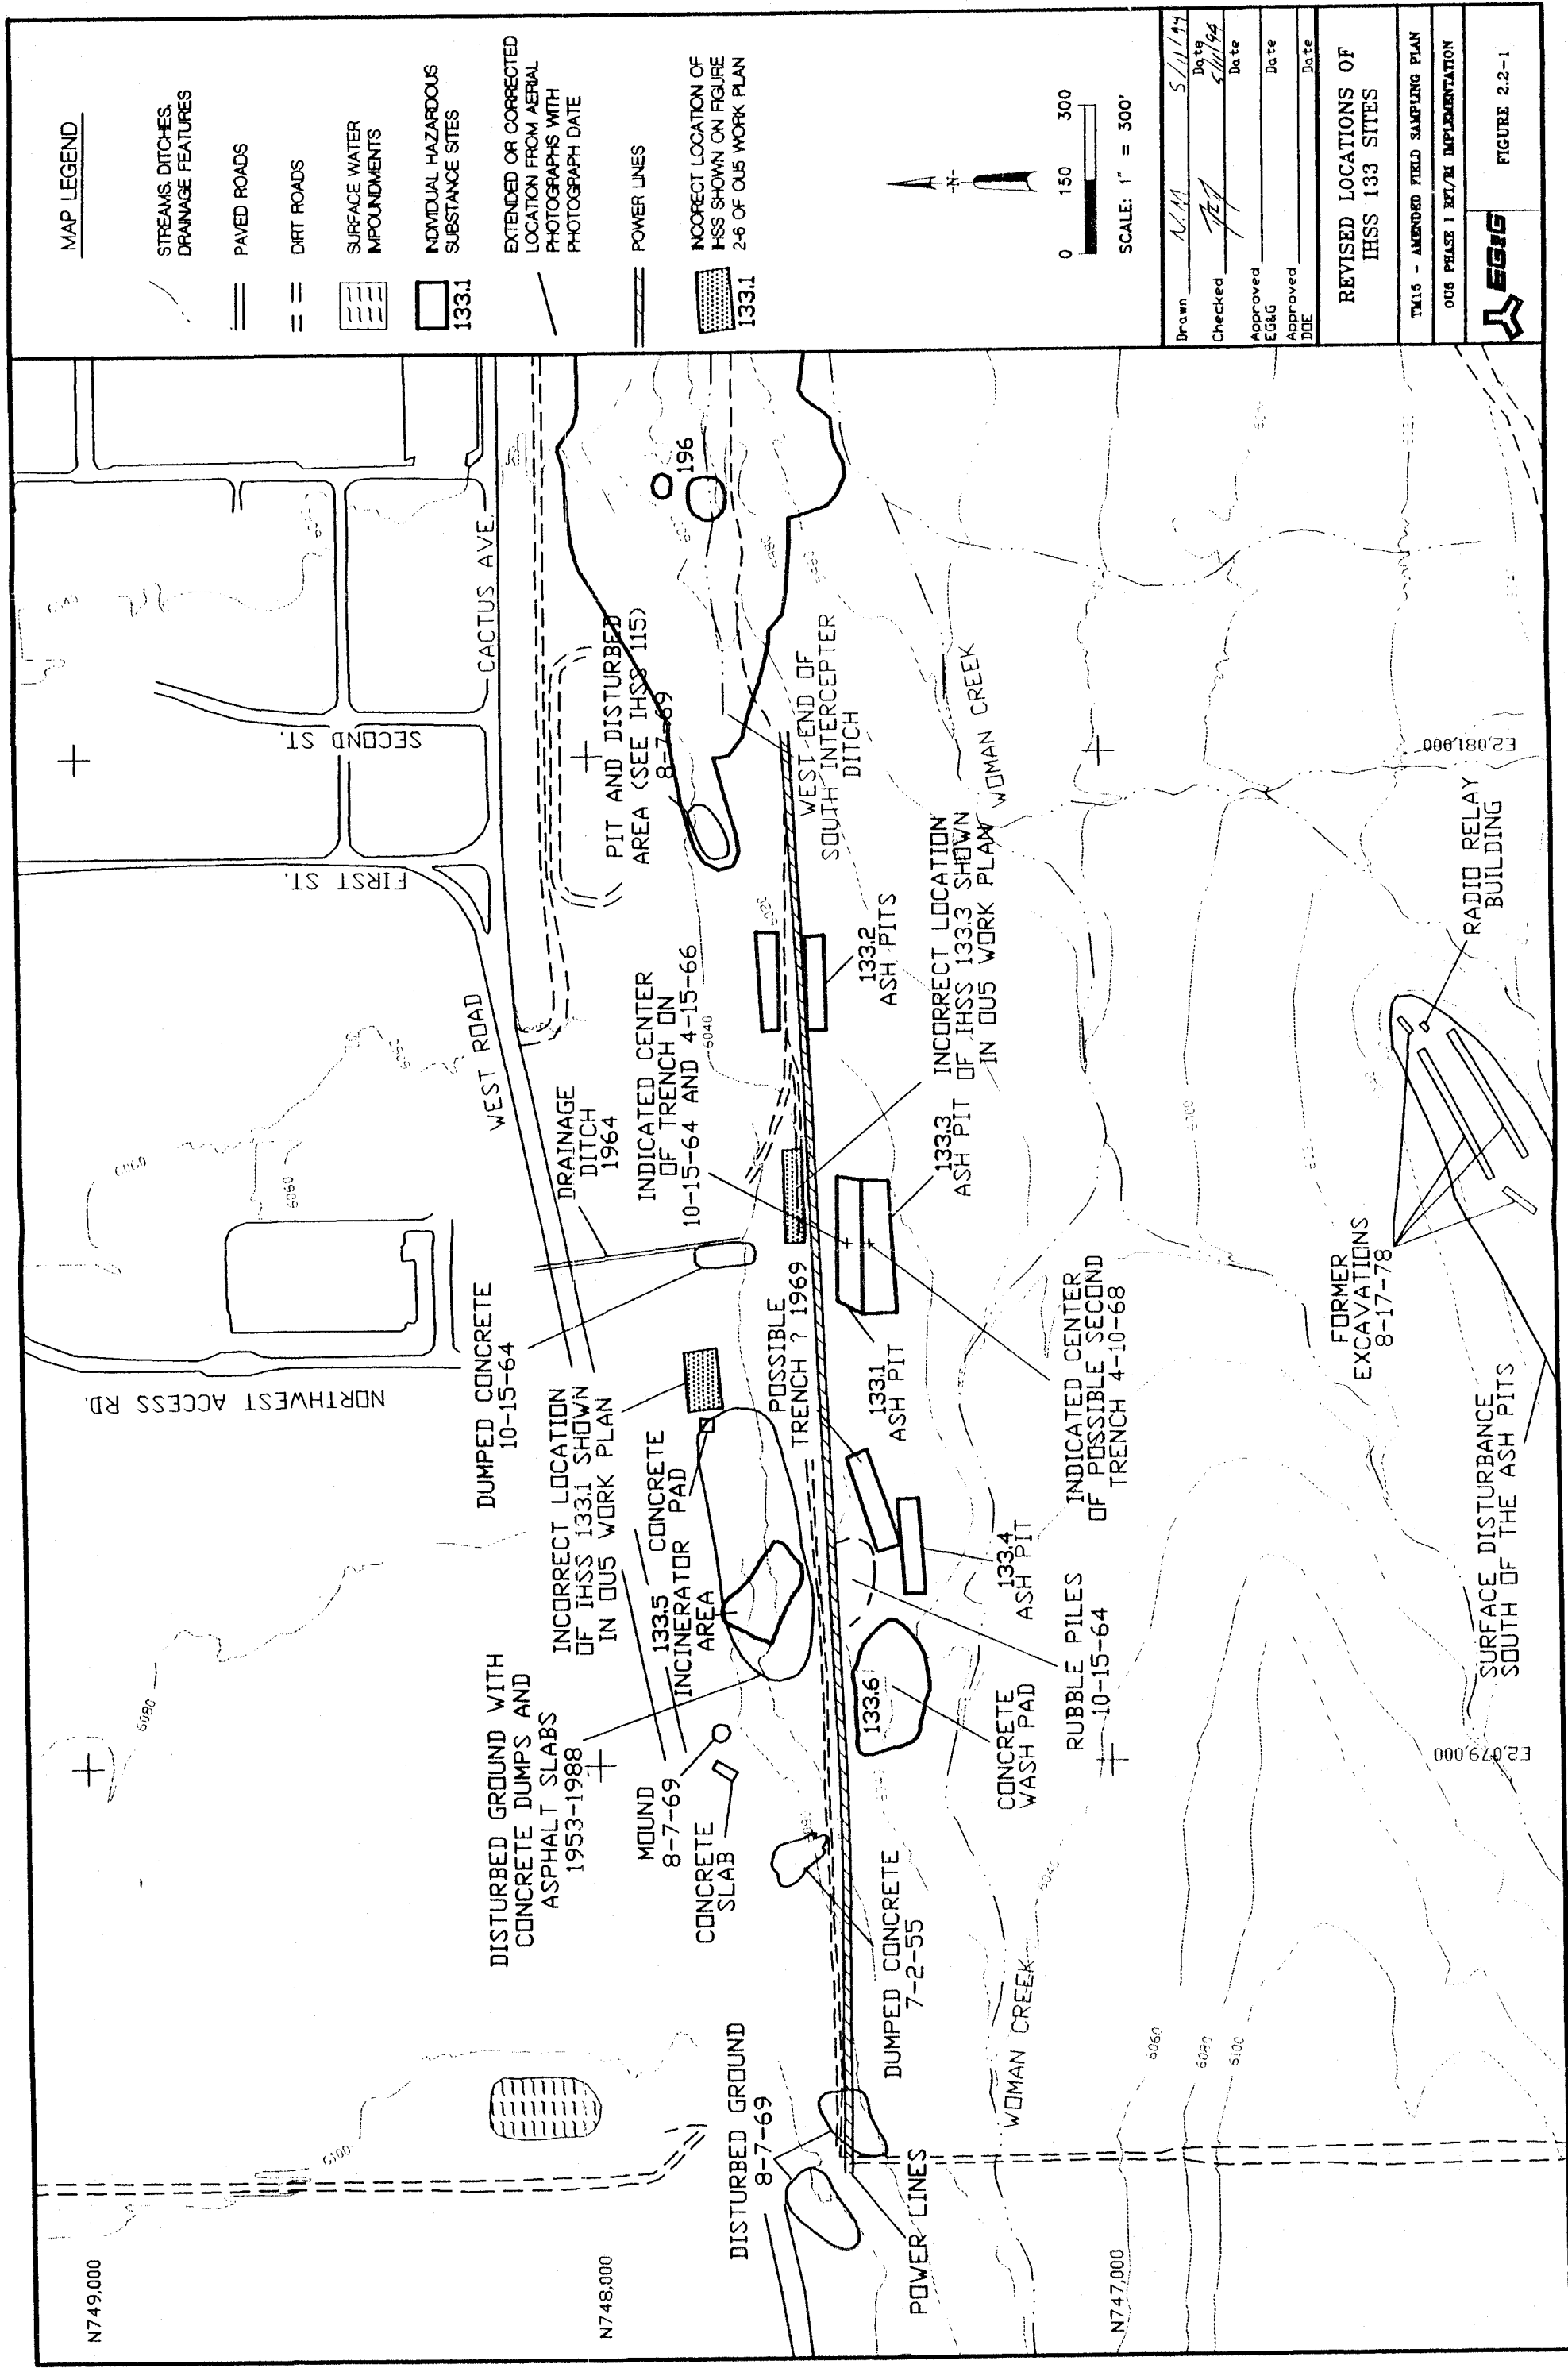 MAP LEGEND
STREAMS, DITCHES,
DRAINAGE FEATURES
PAVED ROADS
DIRT ROADS
SURFACE WATER
IMPOUNDMENTS
INDIVIDUAL HAZARDOUS
SUBSTANCE SITES
133.1
EXTENDED OR CORRECTED
LOCATION FROM AERIAL
PHOTOGRAPHS WITH
PHOTOGRAPH DATE
POWER LINES
INCORECT LOCATION OF
IHSS SHOWN ON FIGURE
2-6 OF OU5 WORK PLAN
133.1
-N-
0 150 300
SCALE: 1" = 300'
Drawn N.M 5/11/94
Date
Checked 5/11/94
Date
Approved
EG&G
Date
Approved
DOE
Date
REVISED LOCATIONS OF
IHSS 133 SITES
TM15 - AMENDED FIELD SAMPLING PLAN
OU5 PHASE I RFI/RI IMPLEMENTATION
EG&G
FIGURE 2.2-1
N749,000
N748,000
N747,000
E2,079,000
E2,081,000
NORTHWEST ACCESS RD.
WEST ROAD
FIRST ST.
SECOND ST.
CACTUS AVE.
6080
6100
6060
6060
6040
6060
6080
6100
DISTURBED GROUND WITH
CONCRETE DUMPS AND
ASPHALT SLABS
1953-1988
DUMPED CONCRETE
10-15-64
INCORRECT LOCATION
OF IHSS 133.1 SHOWN
IN OU5 WORK PLAN
DRAINAGE
DITCH
1964
INDICATED CENTER
OF TRENCH ON
10-15-64 AND 4-15-66
PIT AND DISTURBED
AREA (SEE IHSS 115)
8-7-69
196
MOUND
8-7-69
CONCRETE
SLAB
133.5
INCINERATOR
AREA
CONCRETE
PAD
POSSIBLE
TRENCH ? 1969
DISTURBED GROUND
8-7-69
POWER LINES
DUMPED CONCRETE
7-2-55
133.6
CONCRETE
WASH PAD
RUBBLE PILES
10-15-64
133.4
ASH PIT
133.1
ASH PIT
INDICATED CENTER
OF POSSIBLE SECOND
TRENCH 4-10-68
133.3
ASH PIT
INCORRECT LOCATION
OF IHSS 133.3 SHOWN
IN OU5 WORK PLAN
133.2
ASH PITS
WEST END OF
SOUTH INTERCEPTER
DITCH
WOMAN CREEK
WOMAN CREEK
FORMER
EXCAVATIONS
8-17-78
RADIO RELAY
BUILDING
SURFACE DISTURBANCE
SOUTH OF THE ASH PITS